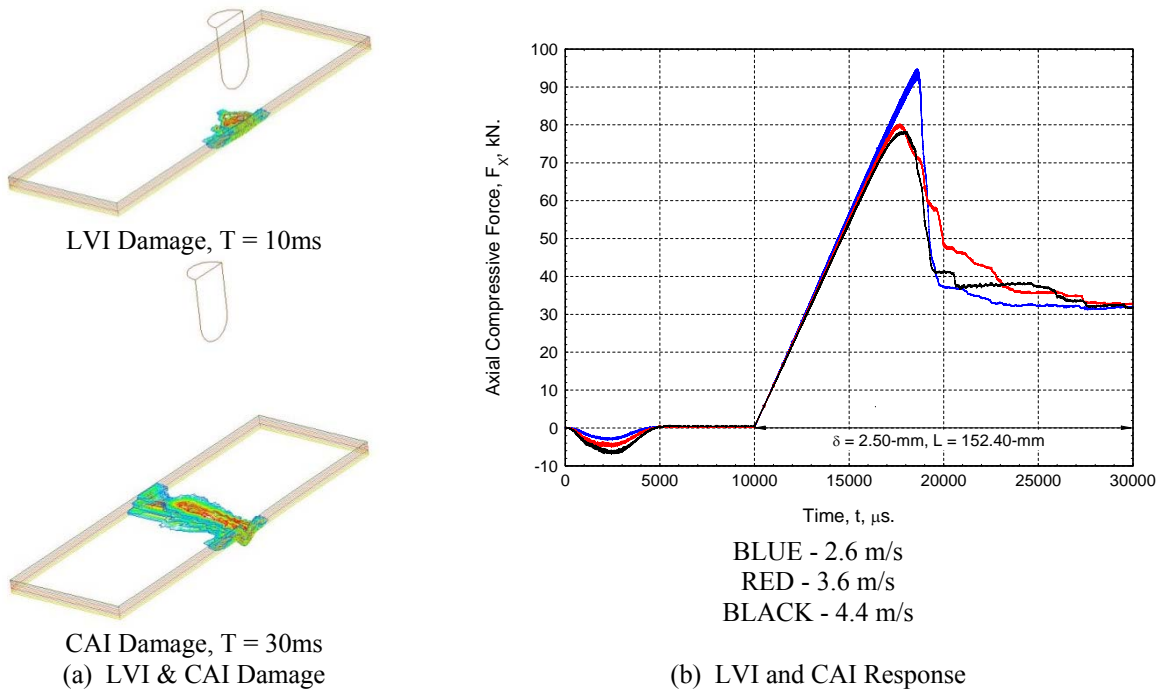 LVI Damage, T = 10ms
CAI Damage, T = 30ms
(a) LVI & CAI Damage
Axial Compressive Force, F_X, kN.
100
90
80
70
60
50
40
30
20
10
0
-10
δ = 2.50-mm, L = 152.40-mm
0 5000 10000 15000 20000 25000 30000
Time, t, μs.
BLUE - 2.6 m/s
RED - 3.6 m/s
BLACK - 4.4 m/s
(b) LVI and CAI Response